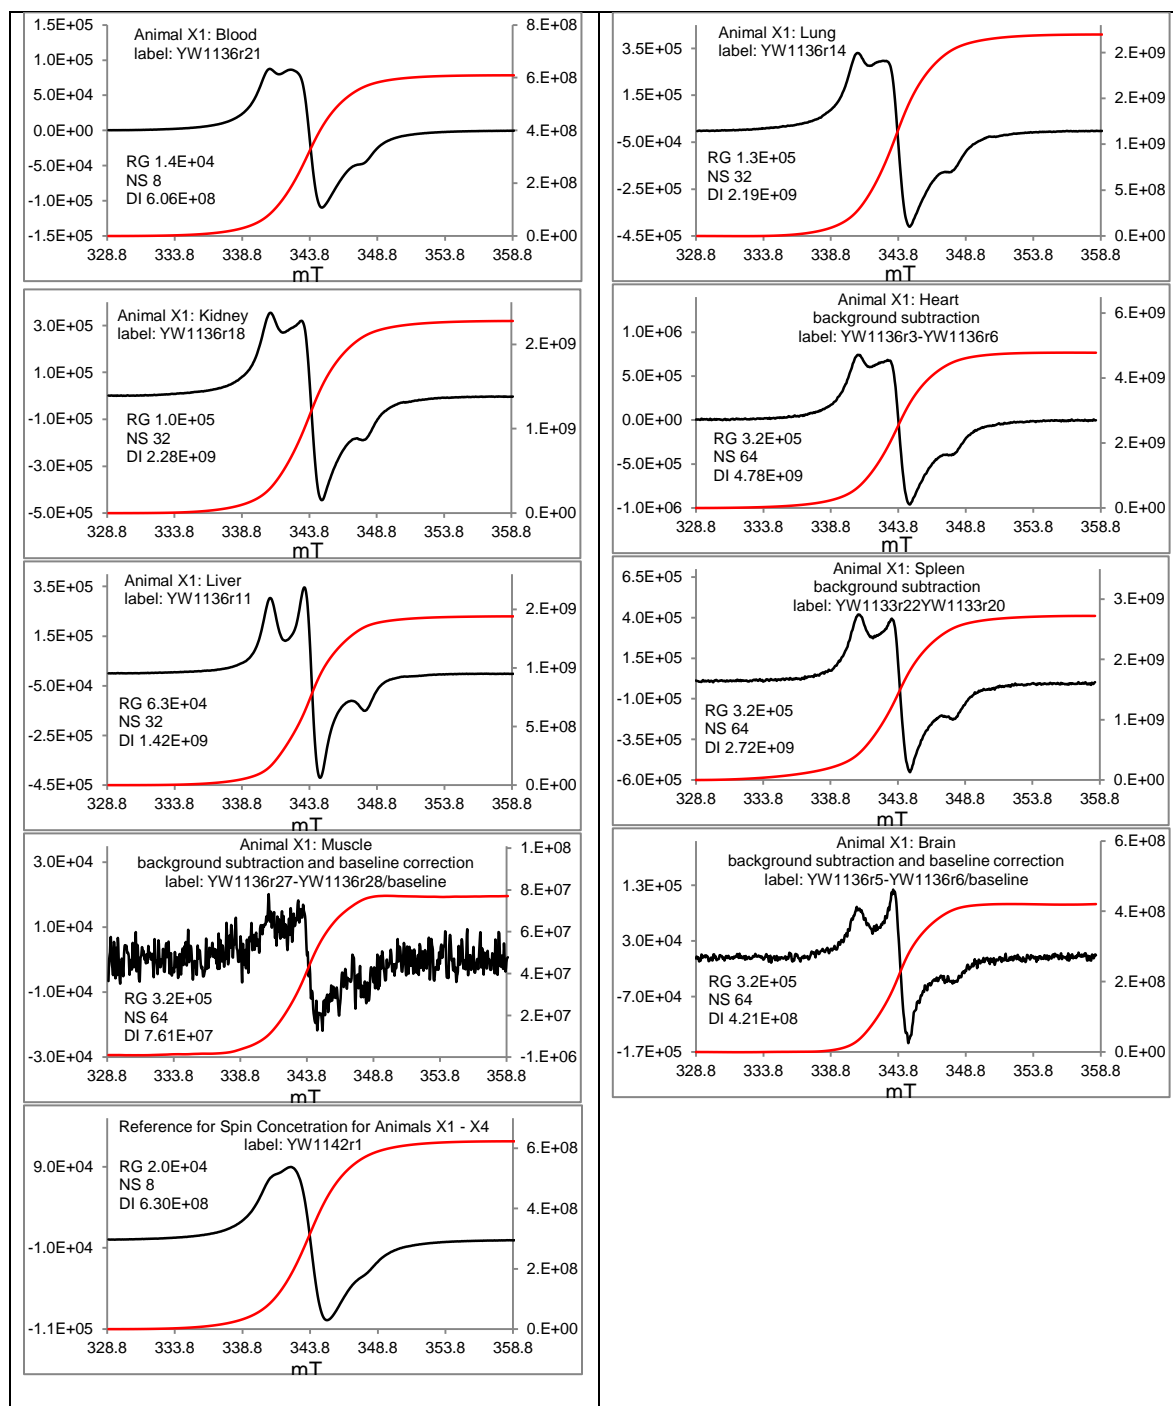 Animal X1: Blood
label: YW1136r21
1.5E+05
1.0E+05
5.0E+04
0.0E+00
-5.0E+04
-1.0E+05
-1.5E+05
8.E+08
6.E+08
4.E+08
2.E+08
0.E+00
RG 1.4E+04
NS 8
DI 6.06E+08
328.8 333.8 338.8 343.8 348.8 353.8 358.8
mT
Animal X1: Lung
label: YW1136r14
3.5E+05
1.5E+05
-5.0E+04
-2.5E+05
-4.5E+05
2.E+09
2.E+09
1.E+09
5.E+08
0.E+00
RG 1.3E+05
NS 32
DI 2.19E+09
328.8 333.8 338.8 343.8 348.8 353.8 358.8
mT
Animal X1: Kidney
label: YW1136r18
3.0E+05
1.0E+05
-1.0E+05
-3.0E+05
-5.0E+05
2.E+09
1.E+09
0.E+00
RG 1.0E+05
NS 32
DI 2.28E+09
328.8 333.8 338.8 343.8 348.8 353.8 358.8
mT
Animal X1: Heart
background subtraction
label: YW1136r3-YW1136r6
1.0E+06
5.0E+05
0.0E+00
-5.0E+05
-1.0E+06
6.E+09
4.E+09
2.E+09
0.E+00
RG 3.2E+05
NS 64
DI 4.78E+09
328.8 333.8 338.8 343.8 348.8 353.8 358.8
mT
Animal X1: Liver
label: YW1136r11
3.5E+05
1.5E+05
-5.0E+04
-2.5E+05
-4.5E+05
2.E+09
1.E+09
5.E+08
0.E+00
RG 6.3E+04
NS 32
DI 1.42E+09
328.8 333.8 338.8 343.8 348.8 353.8 358.8
mT
Animal X1: Spleen
background subtraction
label: YW1133r22YW1133r20
6.5E+05
4.0E+05
1.5E+05
-1.0E+05
-3.5E+05
-6.0E+05
3.E+09
2.E+09
1.E+09
0.E+00
RG 3.2E+05
NS 64
DI 2.72E+09
328.8 333.8 338.8 343.8 348.8 353.8 358.8
mT
Animal X1: Muscle
background subtraction and baseline correction
label: YW1136r27-YW1136r28/baseline
3.0E+04
1.0E+04
-1.0E+04
-3.0E+04
1.E+08
8.E+07
6.E+07
4.E+07
2.E+07
-1.E+06
RG 3.2E+05
NS 64
DI 7.61E+07
328.8 333.8 338.8 343.8 348.8 353.8 358.8
mT
Animal X1: Brain
background subtraction and baseline correction
label: YW1136r5-YW1136r6/baseline
1.3E+05
3.0E+04
-7.0E+04
-1.7E+05
6.E+08
4.E+08
2.E+08
0.E+00
RG 3.2E+05
NS 64
DI 4.21E+08
328.8 333.8 338.8 343.8 348.8 353.8 358.8
mT
Reference for Spin Concetration for Animals X1 - X4
label: YW1142r1
9.0E+04
-1.0E+04
-1.1E+05
6.E+08
4.E+08
2.E+08
0.E+00
RG 2.0E+04
NS 8
DI 6.30E+08
328.8 333.8 338.8 343.8 348.8 353.8 358.8
mT